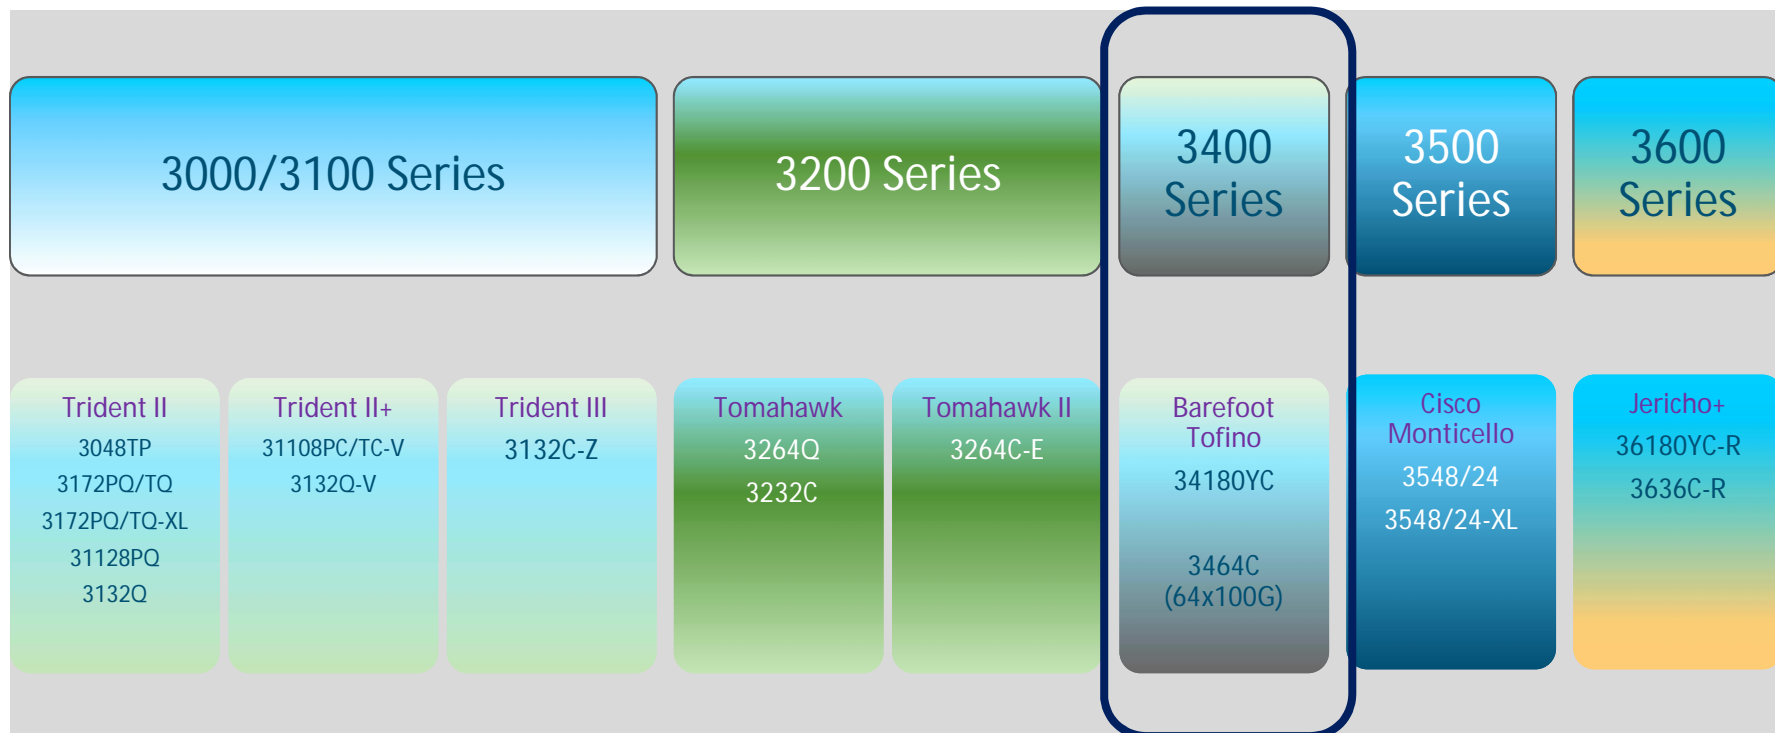 3000/3100 Series
3200 Series
3400
Series
3500
Series
3600
Series
Trident II
3048TP
3172PQ/TQ
3172PQ/TQ-XL
31128PQ
3132Q
Trident II+
31108PC/TC-V
3132Q-V
Trident III
3132C-Z
Tomahawk
3264Q
3232C
Tomahawk II
3264C-E
Barefoot
Tofino
34180YC
3464C
(64x100G)
Cisco
Monticello
3548/24
3548/24-XL
Jericho+
36180YC-R
3636C-R